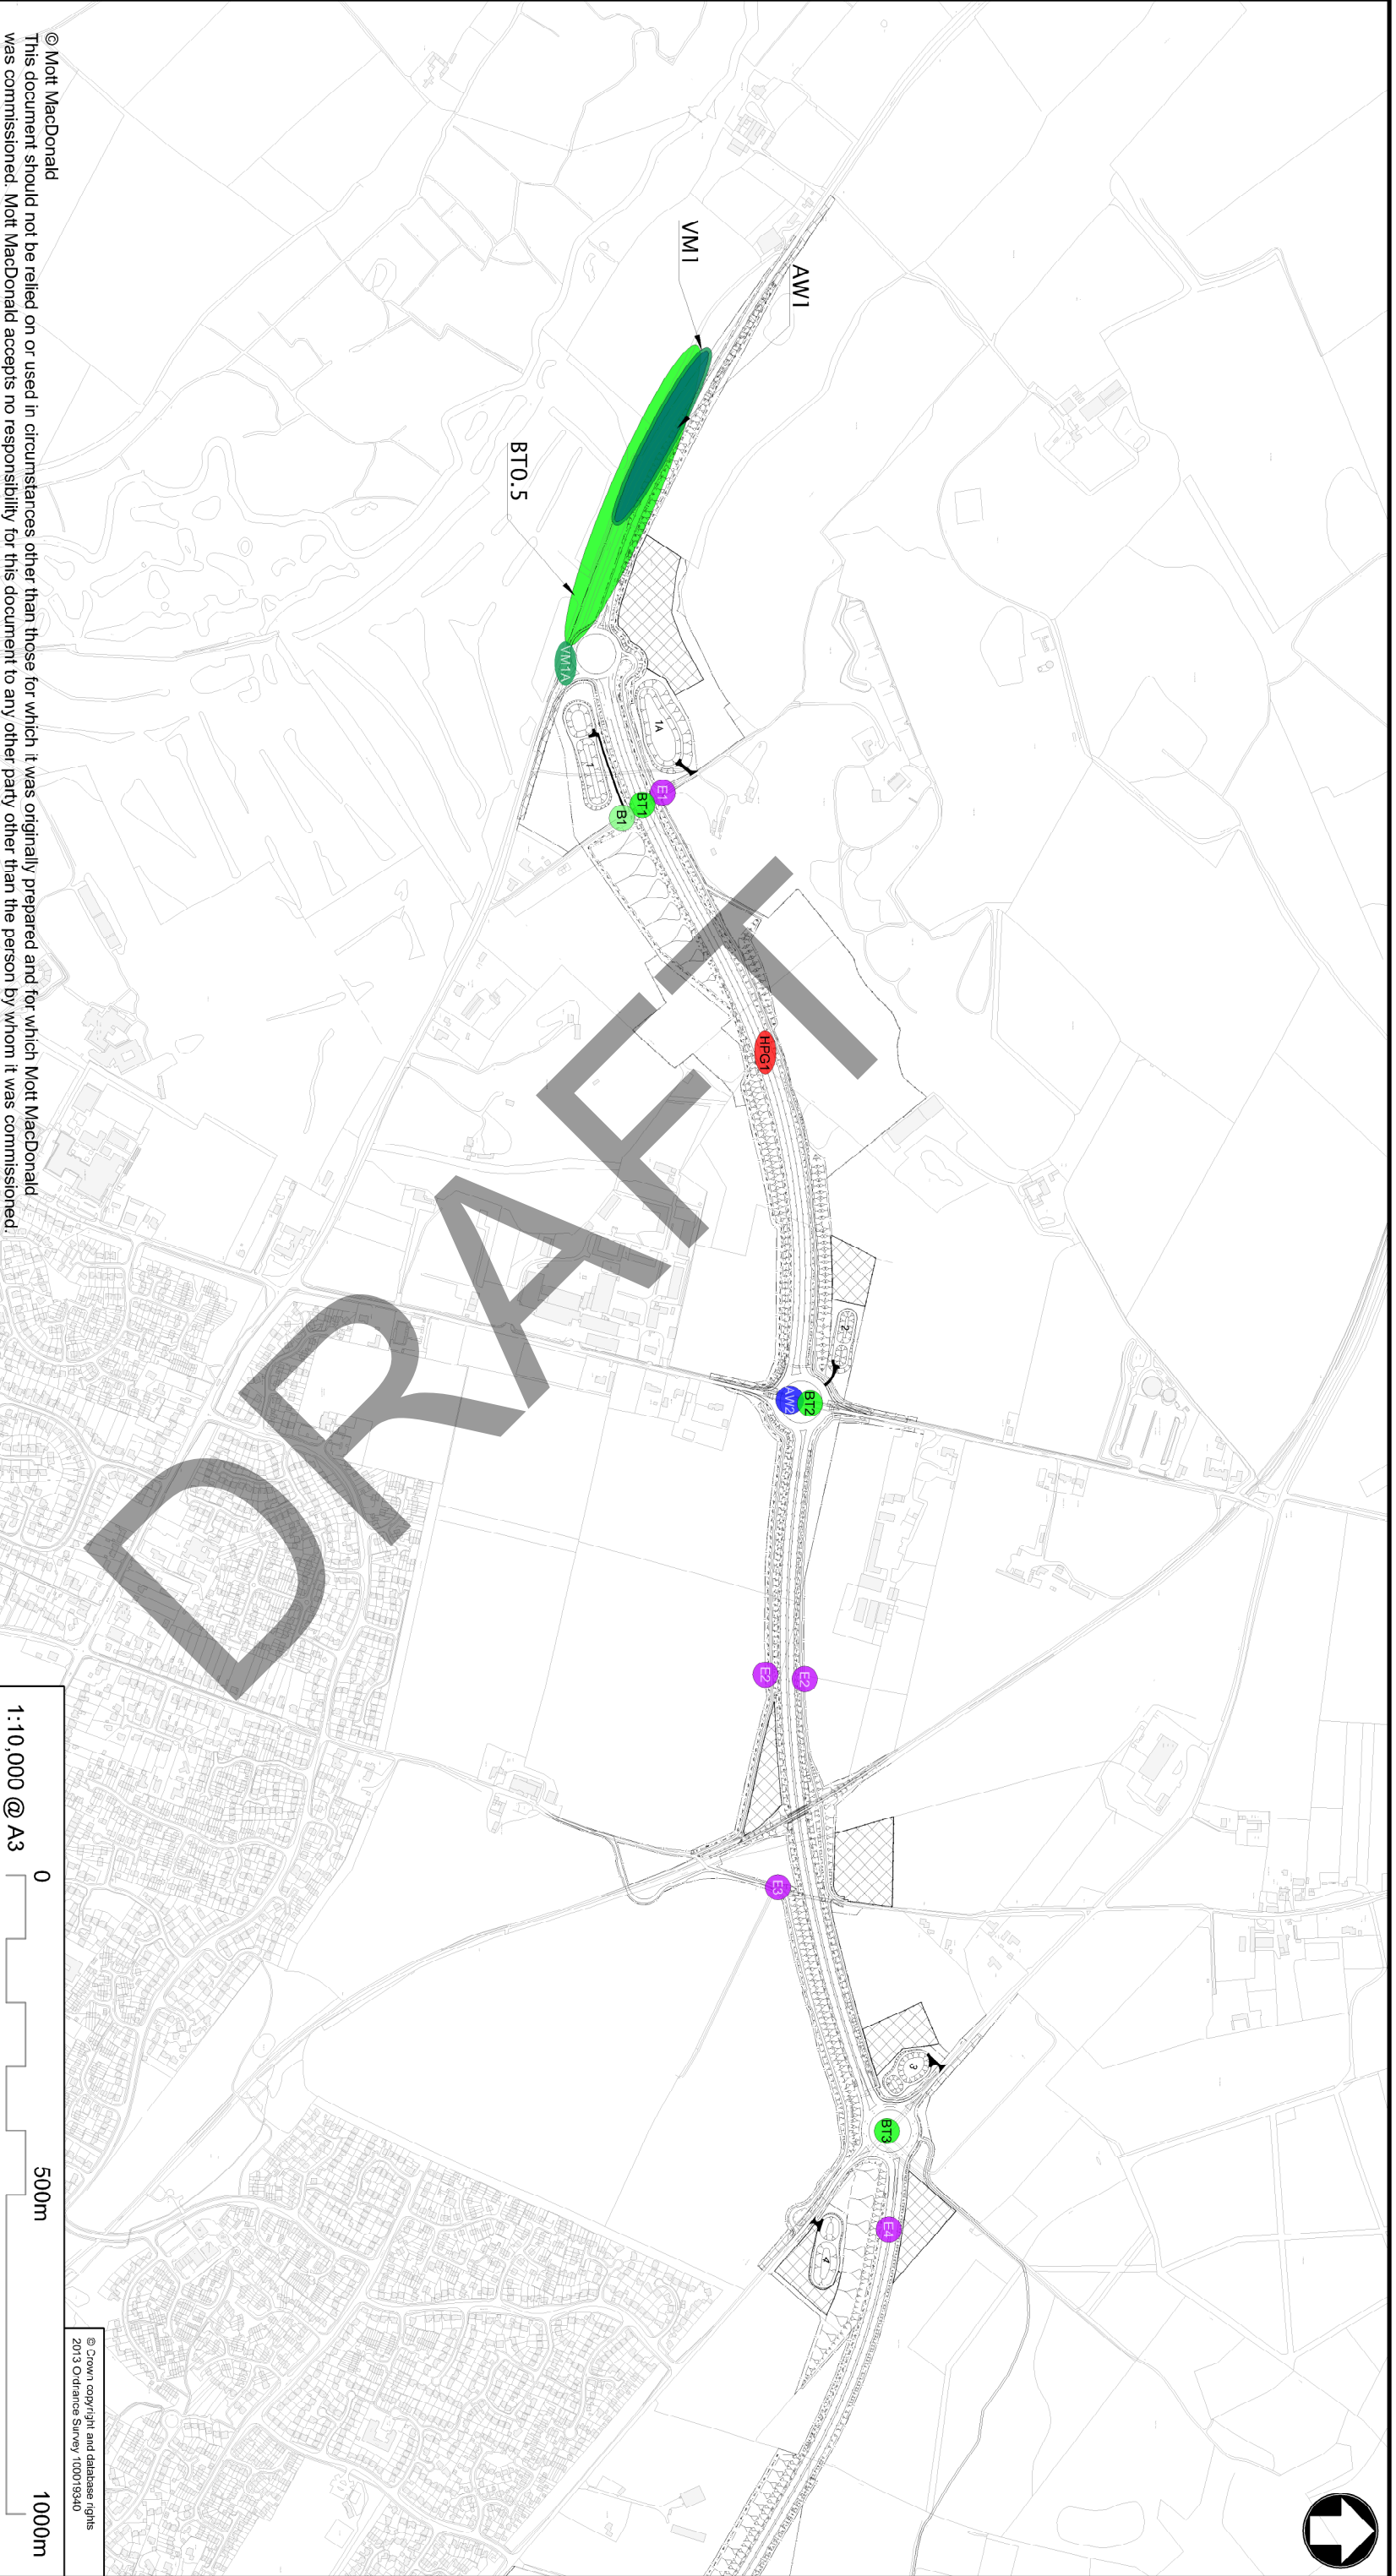 VM1
AW1
BT0.5
VM1A
1A
1
E1
BT1
B1
HPG1
2
AW2
BT2
E2
E2
E3
3
BT3
E4
4
DRAFT
© Mott MacDonald
This document should not be relied on or used in circumstances other than those for which it was originally prepared and for which Mott MacDonald
was commissioned. Mott MacDonald accepts no responsibility for this document to any other party other than the person by whom it was commissioned.
1:10,000 @ A3
0
500m
1000m
© Crown copyright and database rights
2013 Ordnance Survey 100019340